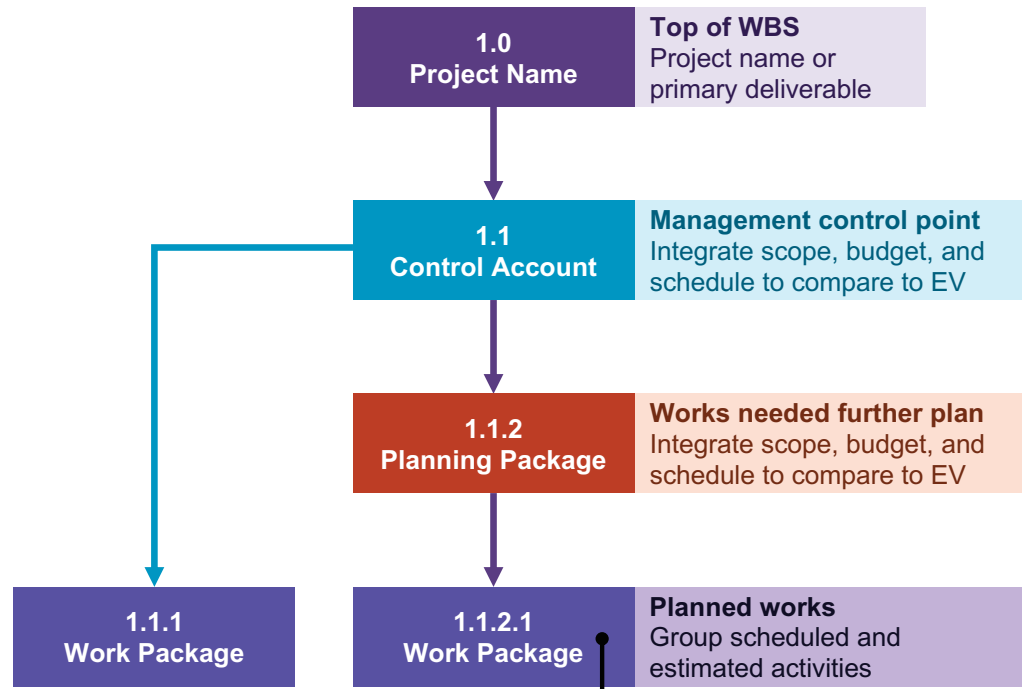 1.0
Project Name
Top of WBS
Project name or
primary deliverable
1.1
Control Account
Management control point
Integrate scope, budget, and
schedule to compare to EV
1.1.2
Planning Package
Works needed further plan
Integrate scope, budget, and
schedule to compare to EV
1.1.1
Work Package
1.1.2.1
Work Package
Planned works
Group scheduled and
estimated activities